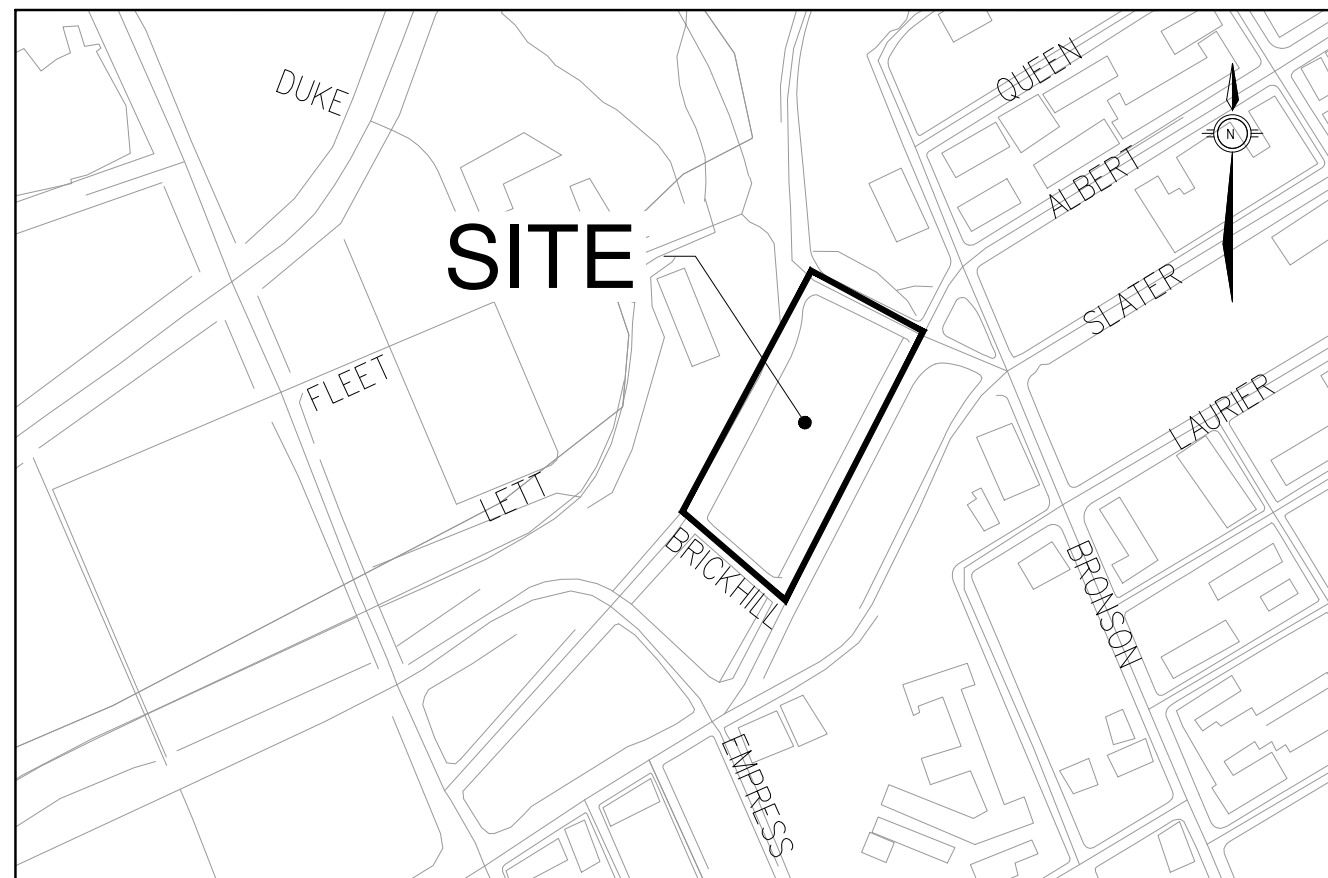 DUKE
QUEEN
N
ALBERT
SITE
SLATER
FLEET
LAURIER
LETT
BRICKHILL
BRONSON
EMPRESS